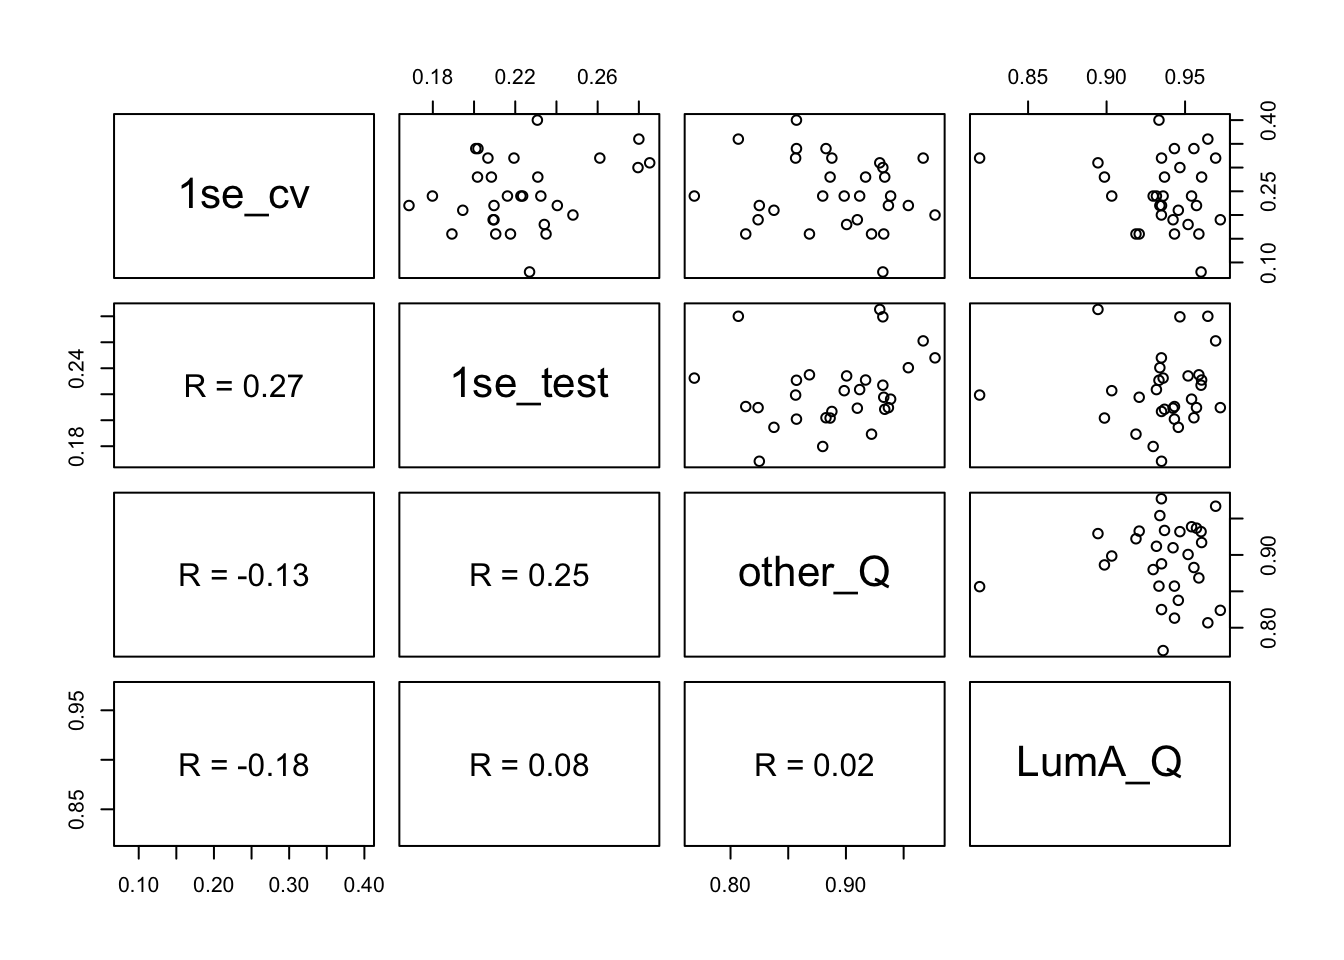 0.18 0.22 0.26 0.85 0.90 0.95
1se_cv
0.10 0.25 0.40
R = 0.27
1se_test
0.18 0.24
R = -0.13
R = 0.25
other_Q
0.80 0.90
R = -0.18
R = 0.08
R = 0.02
LumA_Q
0.85 0.95
0.10 0.20 0.30 0.40 0.80 0.90